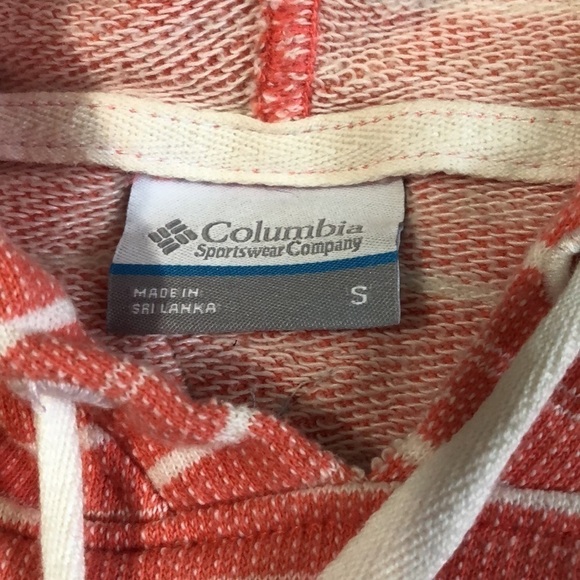 Columbia
Sportswear Company
MADE IN
SRI LANKA
S